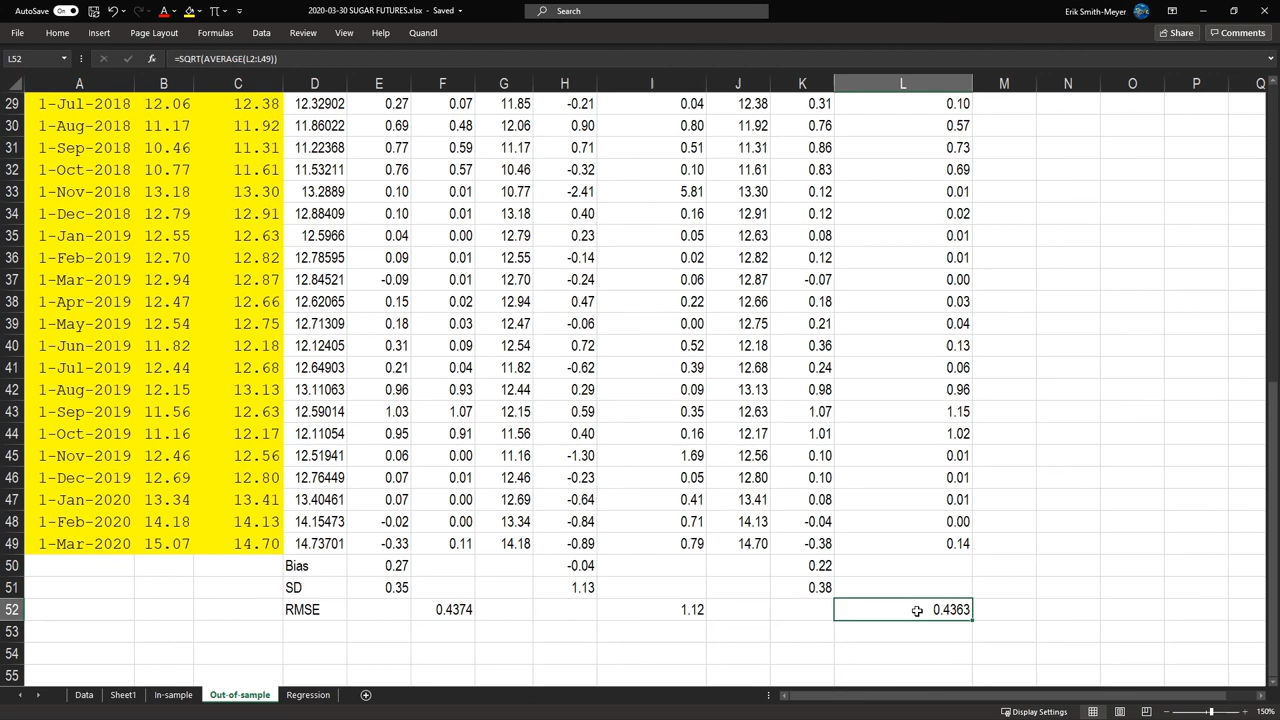 AutoSave On 2020-03-30 SUGAR FUTURES.xlsx - Saved Search Erik Smith-Meyer
File Home Insert Page Layout Formulas Data Review View Help Quandl Share Comments
L52 fx =SQRT(AVERAGE(L2:L49))
A B C D E F G H I J K L M N O P Q
29 1-Jul-2018 12.06 12.38 12.32902 0.27 0.07 11.85 -0.21 0.04 12.38 0.31 0.10
30 1-Aug-2018 11.17 11.92 11.86022 0.69 0.48 12.06 0.90 0.80 11.92 0.76 0.57
31 1-Sep-2018 10.46 11.31 11.22368 0.77 0.59 11.17 0.71 0.51 11.31 0.86 0.73
32 1-Oct-2018 10.77 11.61 11.53211 0.76 0.57 10.46 -0.32 0.10 11.61 0.83 0.69
33 1-Nov-2018 13.18 13.30 13.2889 0.10 0.01 10.77 -2.41 5.81 13.30 0.12 0.01
34 1-Dec-2018 12.79 12.91 12.88409 0.10 0.01 13.18 0.40 0.16 12.91 0.12 0.02
35 1-Jan-2019 12.55 12.63 12.5966 0.04 0.00 12.79 0.23 0.05 12.63 0.08 0.01
36 1-Feb-2019 12.70 12.82 12.78595 0.09 0.01 12.55 -0.14 0.02 12.82 0.12 0.01
37 1-Mar-2019 12.94 12.87 12.84521 -0.09 0.01 12.70 -0.24 0.06 12.87 -0.07 0.00
38 1-Apr-2019 12.47 12.66 12.62065 0.15 0.02 12.94 0.47 0.22 12.66 0.18 0.03
39 1-May-2019 12.54 12.75 12.71309 0.18 0.03 12.47 -0.06 0.00 12.75 0.21 0.04
40 1-Jun-2019 11.82 12.18 12.12405 0.31 0.09 12.54 0.72 0.52 12.18 0.36 0.13
41 1-Jul-2019 12.44 12.68 12.64903 0.21 0.04 11.82 -0.62 0.39 12.68 0.24 0.06
42 1-Aug-2019 12.15 13.13 13.11063 0.96 0.93 12.44 0.29 0.09 13.13 0.98 0.96
43 1-Sep-2019 11.56 12.63 12.59014 1.03 1.07 12.15 0.59 0.35 12.63 1.07 1.15
44 1-Oct-2019 11.16 12.17 12.11054 0.95 0.91 11.56 0.40 0.16 12.17 1.01 1.02
45 1-Nov-2019 12.46 12.56 12.51941 0.06 0.00 11.16 -1.30 1.69 12.56 0.10 0.01
46 1-Dec-2019 12.69 12.80 12.76449 0.07 0.01 12.46 -0.23 0.05 12.80 0.10 0.01
47 1-Jan-2020 13.34 13.41 13.40461 0.07 0.00 12.69 -0.64 0.41 13.41 0.08 0.01
48 1-Feb-2020 14.18 14.13 14.15473 -0.02 0.00 13.34 -0.84 0.71 14.13 -0.04 0.00
49 1-Mar-2020 15.07 14.70 14.73701 -0.33 0.11 14.18 -0.89 0.79 14.70 -0.38 0.14
50 Bias 0.27 -0.04 0.22
51 SD 0.35 1.13 0.38
52 RMSE 0.4374 1.12 0.4363
53
54
55
Data Sheet1 In-sample Out-of-sample Regression
Display Settings 150%